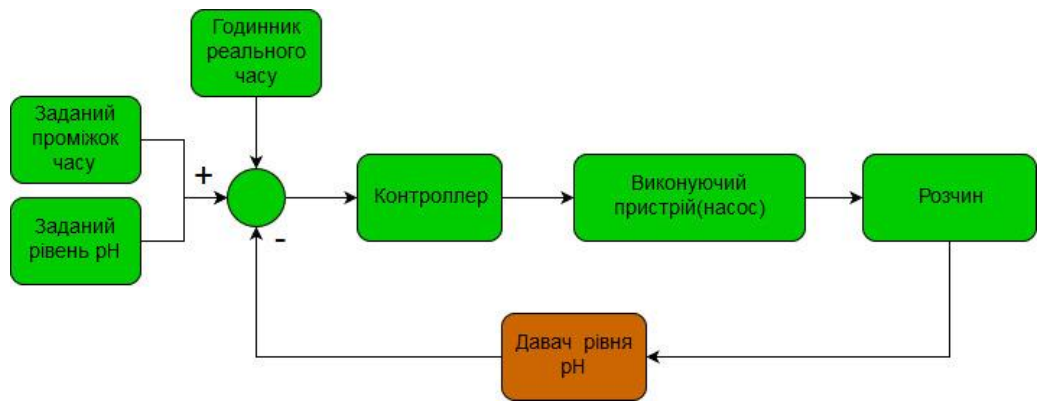 Годинник
реального
часу
Заданий
проміжок
часу
+
Заданий
рівень pH
-
Контроллер
Виконуючий
пристрій(насос)
Розчин
Давач рівня
pH